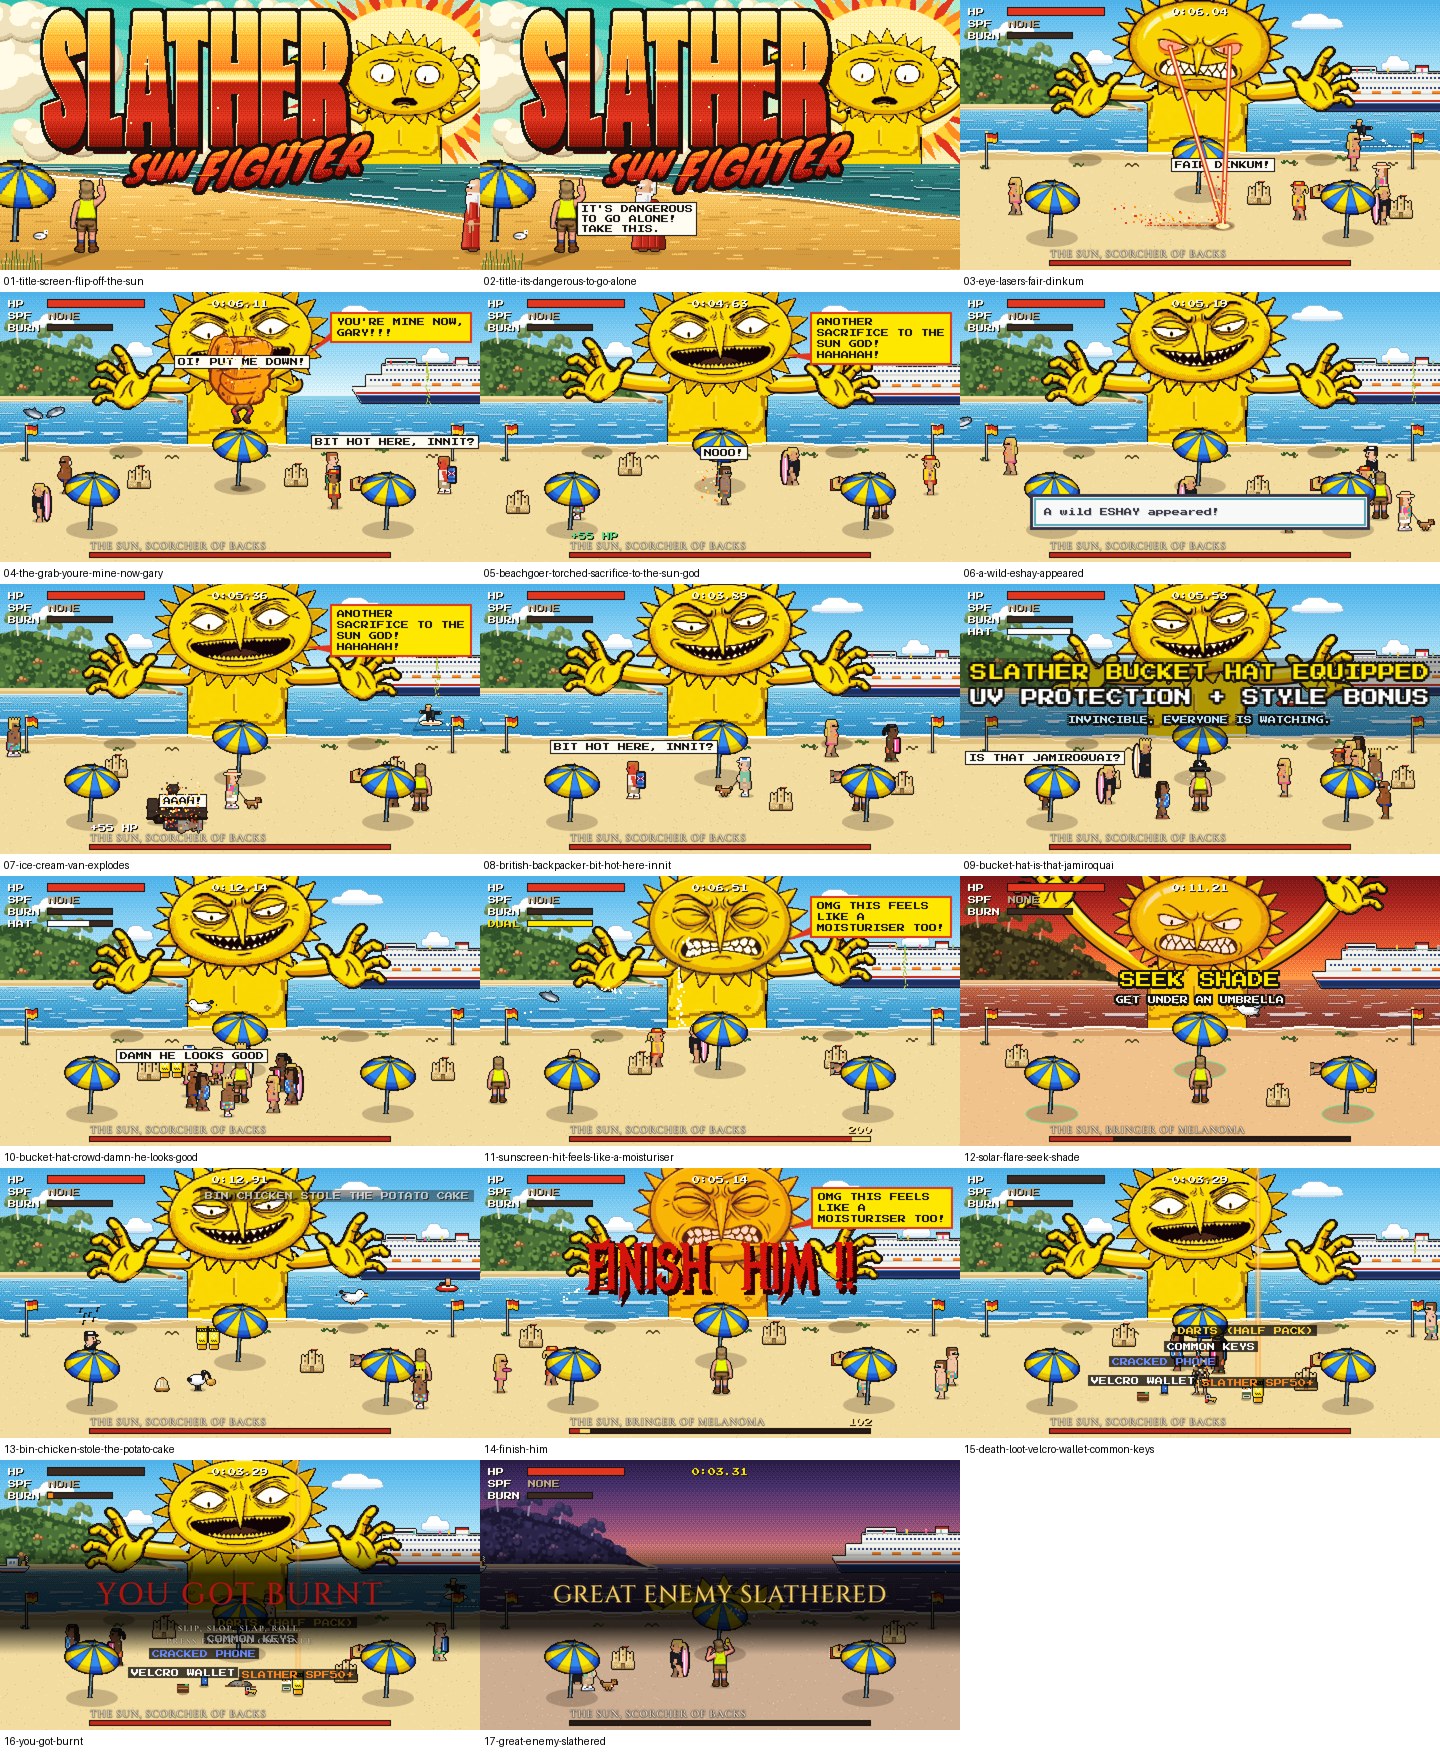 SLATHER
SUN FIGHTER
01-title-screen-flip-off-the-sun
SLATHER
SUN FIGHTER
IT'S DANGEROUS
TO GO ALONE!
TAKE THIS.
02-title-its-dangerous-to-go-alone
HP
0:06.04
SPF NONE
BURN
FAIR DINKUM!
THE SUN, SCORCHER OF BACKS
03-eye-lasers-fair-dinkum
HP
0:06.11
SPF NONE
BURN
YOU'RE MINE NOW,
GARY!!!
OI! PUT ME DOWN!
BIT HOT HERE, INNIT?
THE SUN, SCORCHER OF BACKS
04-the-grab-youre-mine-now-gary
HP
0:04.63
SPF NONE
BURN
ANOTHER
SACRIFICE TO THE
SUN GOD!
HAHAHAH!
NOOO!
+55 HP
THE SUN, SCORCHER OF BACKS
05-beachgoer-torched-sacrifice-to-the-sun-god
HP
0:05.19
SPF NONE
BURN
A wild ESHAY appeared!
THE SUN, SCORCHER OF BACKS
06-a-wild-eshay-appeared
HP
0:05.36
SPF NONE
BURN
ANOTHER
SACRIFICE TO THE
SUN GOD!
HAHAHAH!
AAAH!
+55 HP
THE SUN, SCORCHER OF BACKS
07-ice-cream-van-explodes
HP
0:03.89
SPF NONE
BURN
BIT HOT HERE, INNIT?
THE SUN, SCORCHER OF BACKS
08-british-backpacker-bit-hot-here-innit
HP
0:05.53
SPF NONE
BURN
HAT
SLATHER BUCKET HAT EQUIPPED
UV PROTECTION + STYLE BONUS
INVINCIBLE. EVERYONE IS WATCHING.
IS THAT JAMIROQUAI?
THE SUN, SCORCHER OF BACKS
09-bucket-hat-is-that-jamiroquai
HP
0:12.14
SPF NONE
BURN
HAT
DAMN HE LOOKS GOOD
THE SUN, SCORCHER OF BACKS
10-bucket-hat-crowd-damn-he-looks-good
HP
0:06.51
SPF NONE
BURN
DUAL
OMG THIS FEELS
LIKE A
MOISTURISER TOO!
200
THE SUN, SCORCHER OF BACKS
11-sunscreen-hit-feels-like-a-moisturiser
HP
0:11.21
SPF NONE
BURN
SEEK SHADE
GET UNDER AN UMBRELLA
THE SUN, BRINGER OF MELANOMA
12-solar-flare-seek-shade
HP
0:12.91
SPF NONE
BURN
BIN CHICKEN STOLE THE POTATO CAKE
THE SUN, SCORCHER OF BACKS
13-bin-chicken-stole-the-potato-cake
HP
0:05.14
SPF NONE
BURN
OMG THIS FEELS
LIKE A
MOISTURISER TOO!
FINISH HIM!!
102
THE SUN, BRINGER OF MELANOMA
14-finish-him
HP
0:03.29
SPF NONE
BURN
DARTS (HALF PACK)
COMMON KEYS
CRACKED PHONE
VELCRO WALLET
SLATHER SPF50+
THE SUN, SCORCHER OF BACKS
15-death-loot-velcro-wallet-common-keys
HP
0:03.29
SPF NONE
BURN
YOU GOT BURNT
DARTS (HALF PACK)
SLIP, SLOP, SLAP, ROLL
COMMON KEYS
CRACKED PHONE
VELCRO WALLET
SLATHER SPF50+
THE SUN, SCORCHER OF BACKS
16-you-got-burnt
HP
0:03.31
SPF NONE
BURN
GREAT ENEMY SLATHERED
THE SUN, SCORCHER OF BACKS
17-great-enemy-slathered